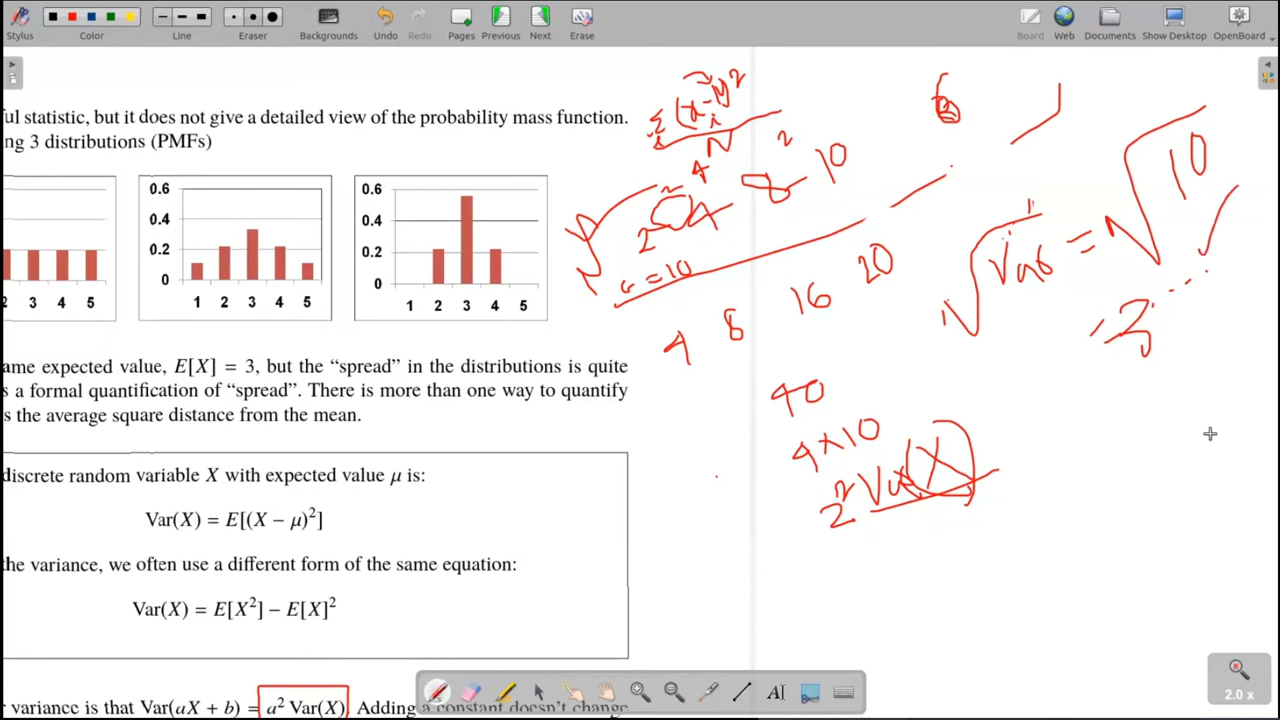 Stylus Color Line Eraser Backgrounds Undo Redo Pages Previous Next Erase Board Web Documents Show Desktop OpenBoard
ful statistic, but it does not give a detailed view of the probability mass function.
ng 3 distributions (PMFs)
0.6 0.6
0.4 0.4
0.2 0.2
0 0
2 3 4 5 1 2 3 4 5 1 2 3 4 5
ame expected value, E[X] = 3, but the “spread” in the distributions is quite
s a formal quantification of “spread”. There is more than one way to quantify
s the average square distance from the mean.
discrete random variable X with expected value μ is:
Var(X) = E[(X − μ)²]
the variance, we often use a different form of the same equation:
Var(X) = E[X²] − E[X]²
variance is that Var(aX + b) = a² Var(X). Adding a constant doesn't change
N
2 4 8 10
= 10
4 8 16 20
√Var = √10
= 3...
40
4 × 10
2² Var(X)
2.0 x